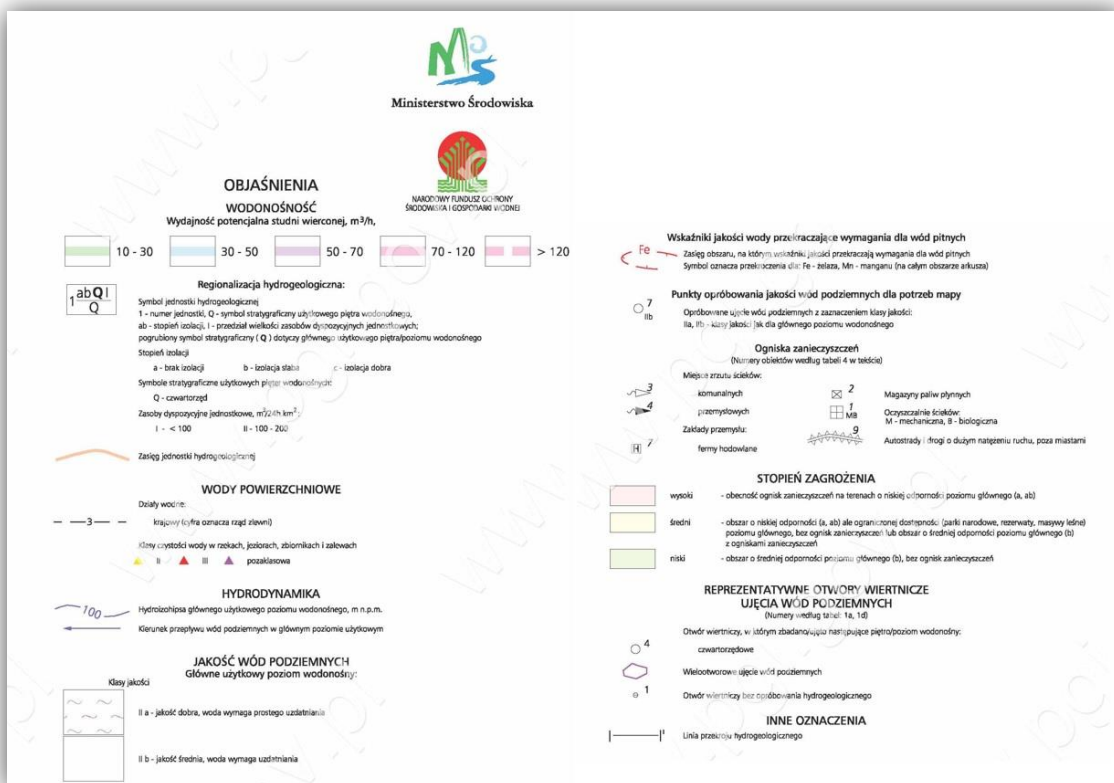 Ministerstwo Środowiska
NARODOWY FUNDUSZ OCHRONY
ŚRODOWISKA I GOSPODARKI WODNEJ
OBJAŚNIENIA
WODONOŚNOŚĆ
Wydajność potencjalna studni wierconej, m³/h,
10 - 30
30 - 50
50 - 70
70 - 120
> 120
1 abQI
Q
Regionalizacja hydrogeologiczna:
Symbol jednostki hydrogeologicznej
1 - numer jednostki, Q - symbol stratygraficzny użytkowego piętra wodonośnego,
ab - stopień izolacji, I - przedział wielkości zasobów dyspozycyjnych jednostkowych;
pogrubiony symbol stratygraficzny ( Q ) dotyczy głównego użytkowego piętra/poziomu wodonośnego
Stopień izolacji
a - brak izolacji b - izolacja słaba c - izolacja dobra
Symbole stratygraficzne użytkowych pięter wodonośnych:
Q - czwartorzęd
Zasoby dyspozycyjne jednostkowe, m³/24h km²:
I - < 100 II - 100 - 200
Zasięg jednostki hydrogeologicznej
WODY POWIERZCHNIOWE
Działy wodne:
3
krajowy (cyfra oznacza rząd zlewni)
Klasy czystości wody w rzekach, jeziorach, zbiornikach i zalewach
II III pozaklasowa
HYDRODYNAMIKA
100
Hydroizohipsa głównego użytkowego poziomu wodonośnego, m n.p.m.
Kierunek przepływu wód podziemnych w głównym poziomie użytkowym
JAKOŚĆ WÓD PODZIEMNYCH
Główne użytkowy poziom wodonośny:
Klasy jakości
II a - jakość dobra, woda wymaga prostego uzdatniania
II b - jakość średnia, woda wymaga uzdatniania
Wskaźniki jakości wody przekraczające wymagania dla wód pitnych
Fe
Zasięg obszaru, na którym wskaźniki jakości przekraczają wymagania dla wód pitnych
Symbol oznacza przekroczenia dla: Fe - żelaza, Mn - manganu (na całym obszarze arkusza)
Punkty opróbowania jakości wód podziemnych dla potrzeb mapy
7
IIb
Opróbowane ujęcie wód podziemnych z zaznaczeniem klasy jakości:
IIa, IIb - klasy jakości jak dla głównego poziomu wodonośnego
Ogniska zanieczyszczeń
(Numery obiektów według tabeli 4 w tekście)
Miejsce zrzutu ścieków:
3
komunalnych
4
przemysłowych
Zakłady przemysłu:
7
fermy hodowlane
2
Magazyny paliw płynnych
1
MB
Oczyszczalnie ścieków:
M - mechaniczna, B - biologiczna
9
Autostrady i drogi o dużym natężeniu ruchu, poza miastami
STOPIEŃ ZAGROŻENIA
wysoki - obecność ognisk zanieczyszczeń na terenach o niskiej odporności poziomu głównego (a, ab)
średni - obszar o niskiej odporności (a, ab) ale ograniczonej dostępności (parki narodowe, rezerwaty, masywy leśne)
poziomu głównego, bez ognisk zanieczyszczeń lub obszar o średniej odporności poziomu głównego (b)
z ogniskami zanieczyszczeń
niski - obszar o średniej odporności poziomu głównego (b), bez ognisk zanieczyszczeń
REPREZENTATYWNE OTWORY WIERTNICZE
UJĘCIA WÓD PODZIEMNYCH
(Numery według tabel: 1a, 1d)
Otwór wiertniczy, w którym zbadano/ujęto następujące piętro/poziom wodonośny:
4
czwartorzędowe
Wielootworowe ujęcie wód podziemnych
1
Otwór wiertniczy bez opróbowania hydrogeologicznego
INNE OZNACZENIA
Linia przekroju hydrogeologicznego